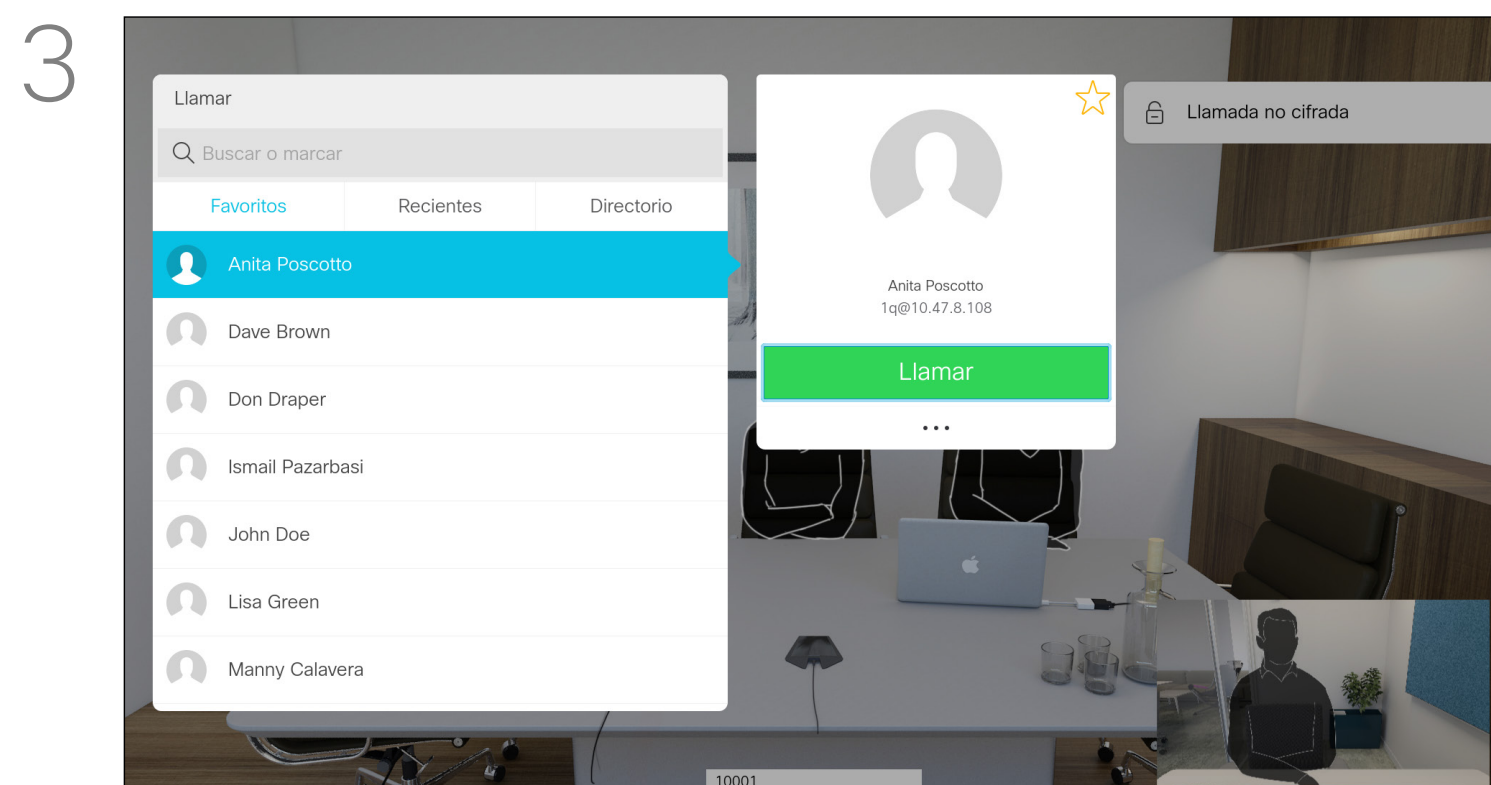 3
Llamar
Buscar o marcar
Favoritos Recientes Directorio
Anita Poscotto
Dave Brown
Don Draper
Ismail Pazarbasi
John Doe
Lisa Green
Manny Calavera
Anita Poscotto
1q@10.47.8.108
Llamar
...
Llamada no cifrada
10001